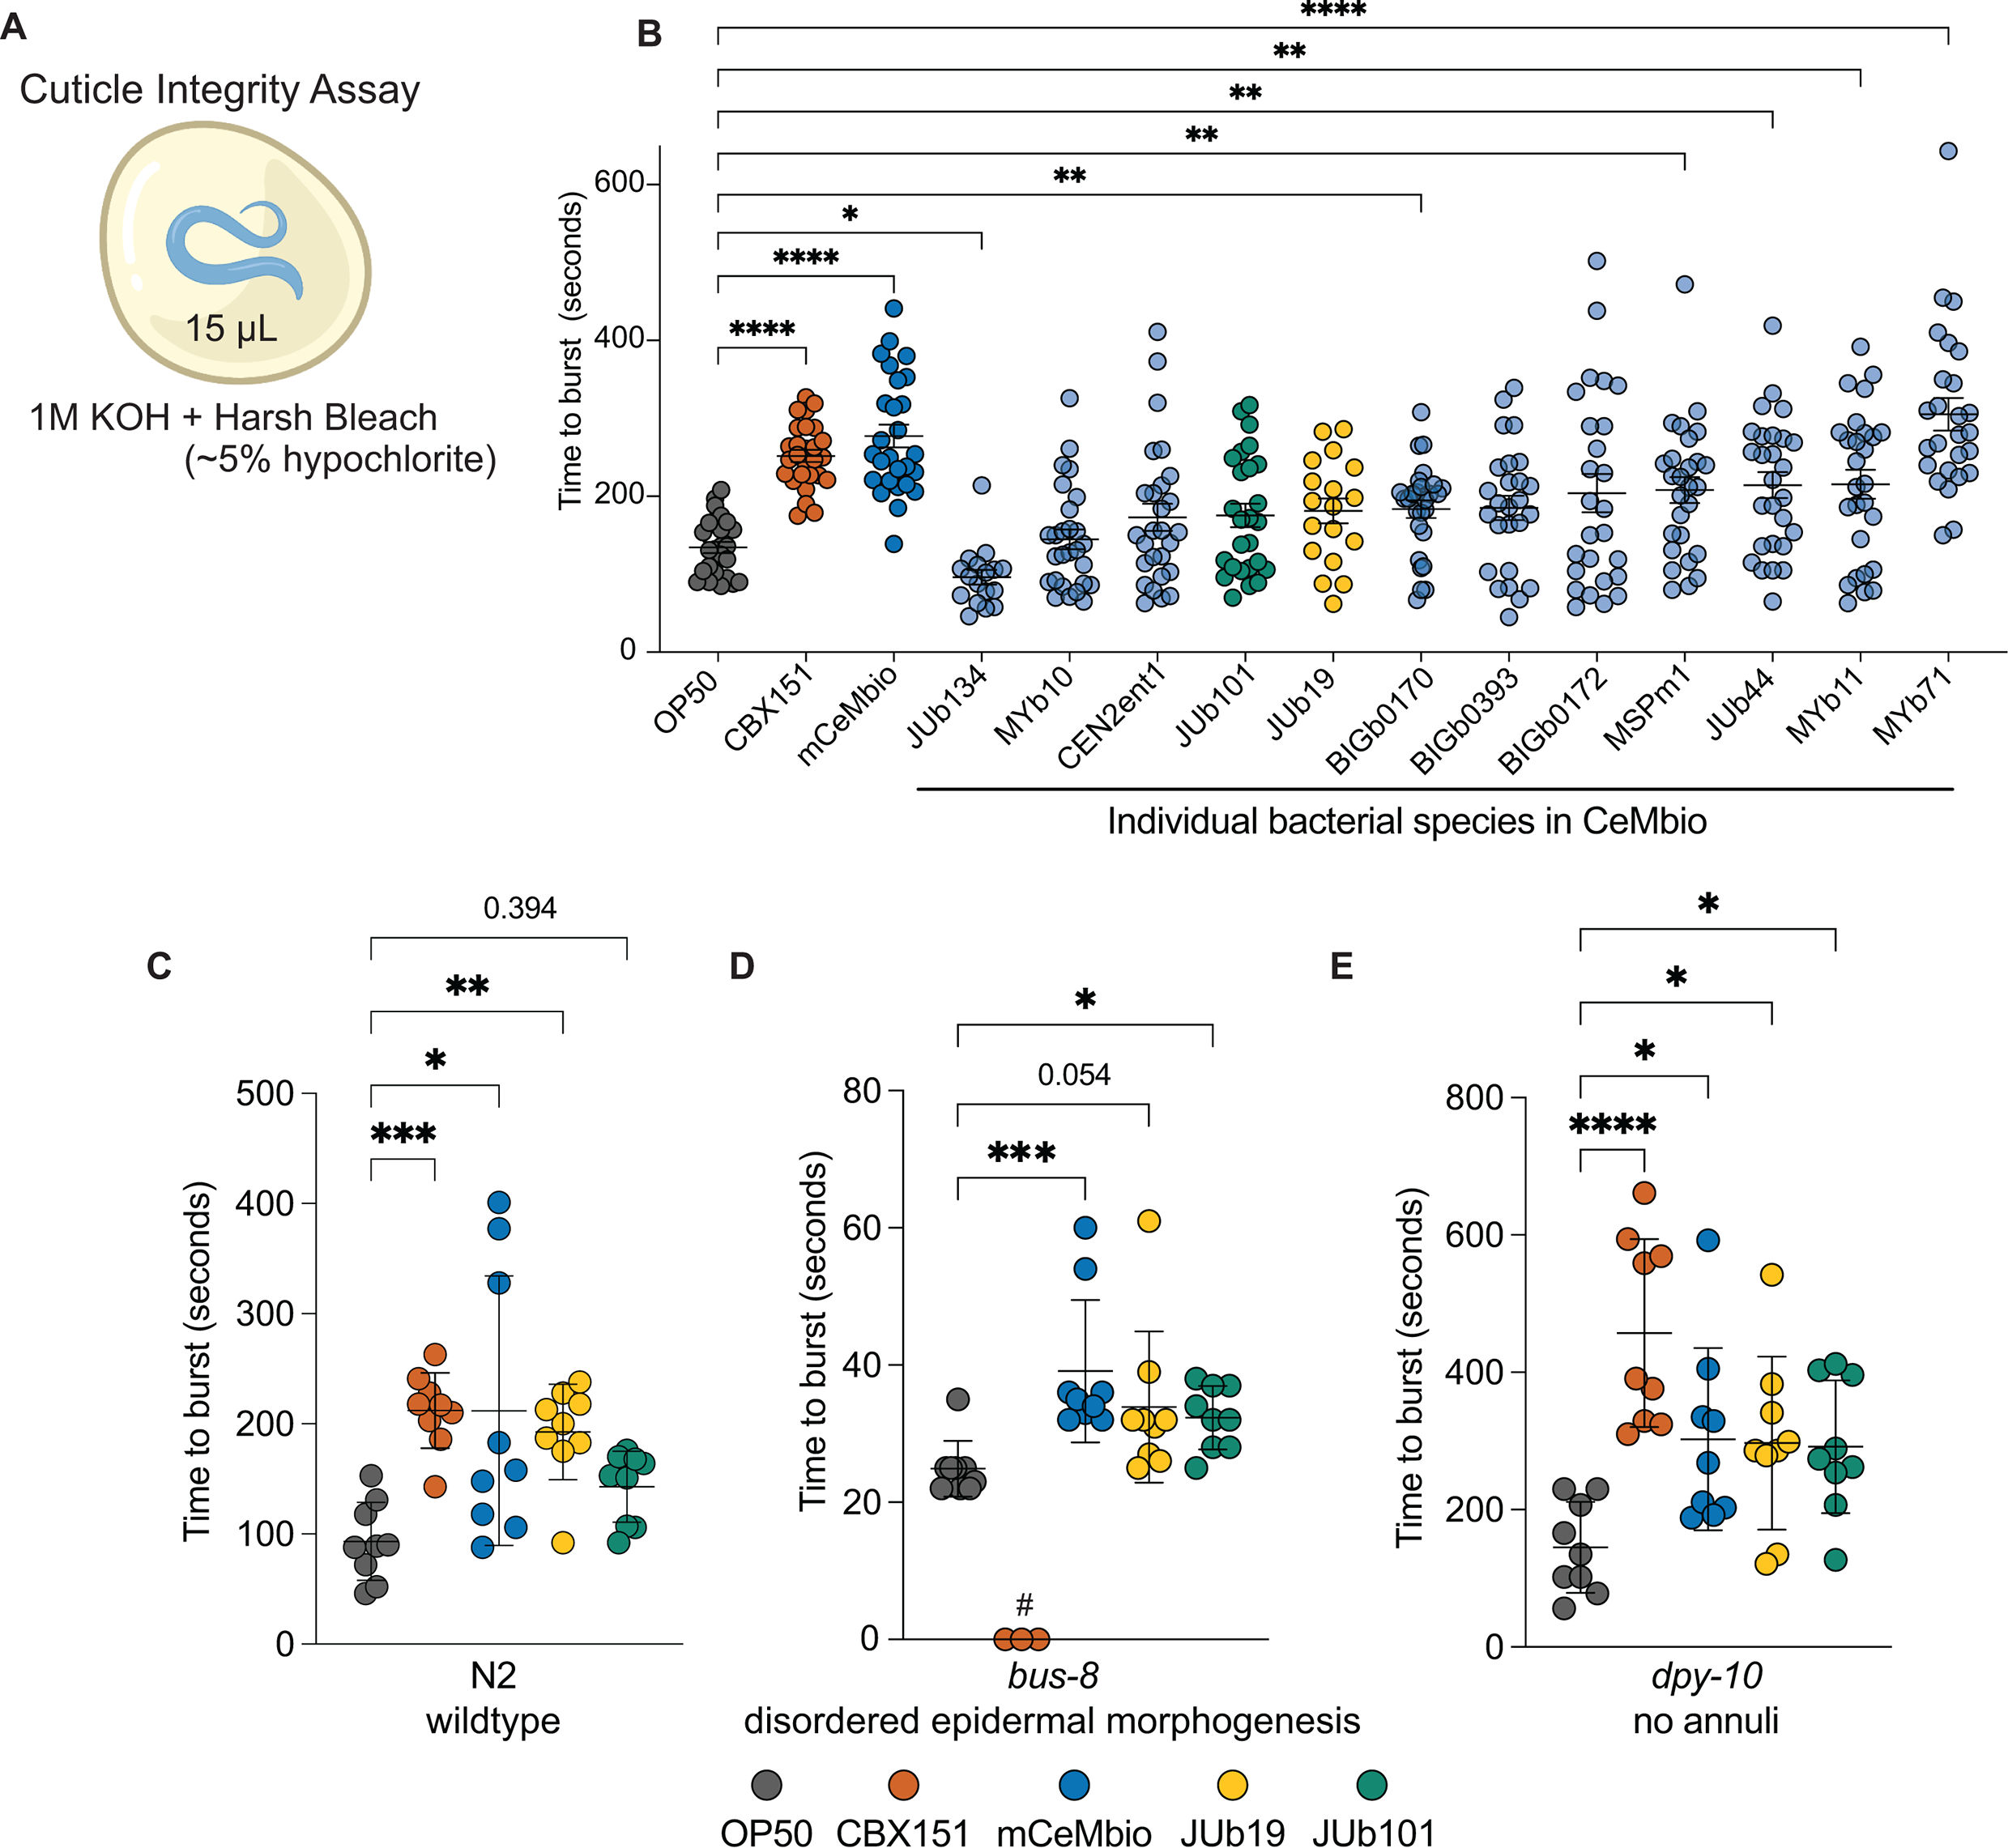 A
Cuticle Integrity Assay
15 µL
1M KOH + Harsh Bleach
(~5% hypochlorite)
B
****
**
**
**
**
*
****
****
Time to burst (seconds)
600
400
200
0
OP50
CBX151
mCeMbio
JUb134
MYb10
CEN2ent1
JUb101
JUb19
BIGb0170
BIGb0393
BIGb0172
MSPm1
JUb44
MYb11
MYb71
Individual bacterial species in CeMbio
C
0.394
**
*
***
Time to burst (seconds)
500
400
300
200
100
0
N2
wildtype
D
*
0.054
***
Time to burst (seconds)
80
60
40
20
0
#
bus-8
disordered epidermal morphogenesis
E
*
*
*
****
Time to burst (seconds)
800
600
400
200
0
dpy-10
no annuli
OP50 CBX151 mCeMbio JUb19 JUb101